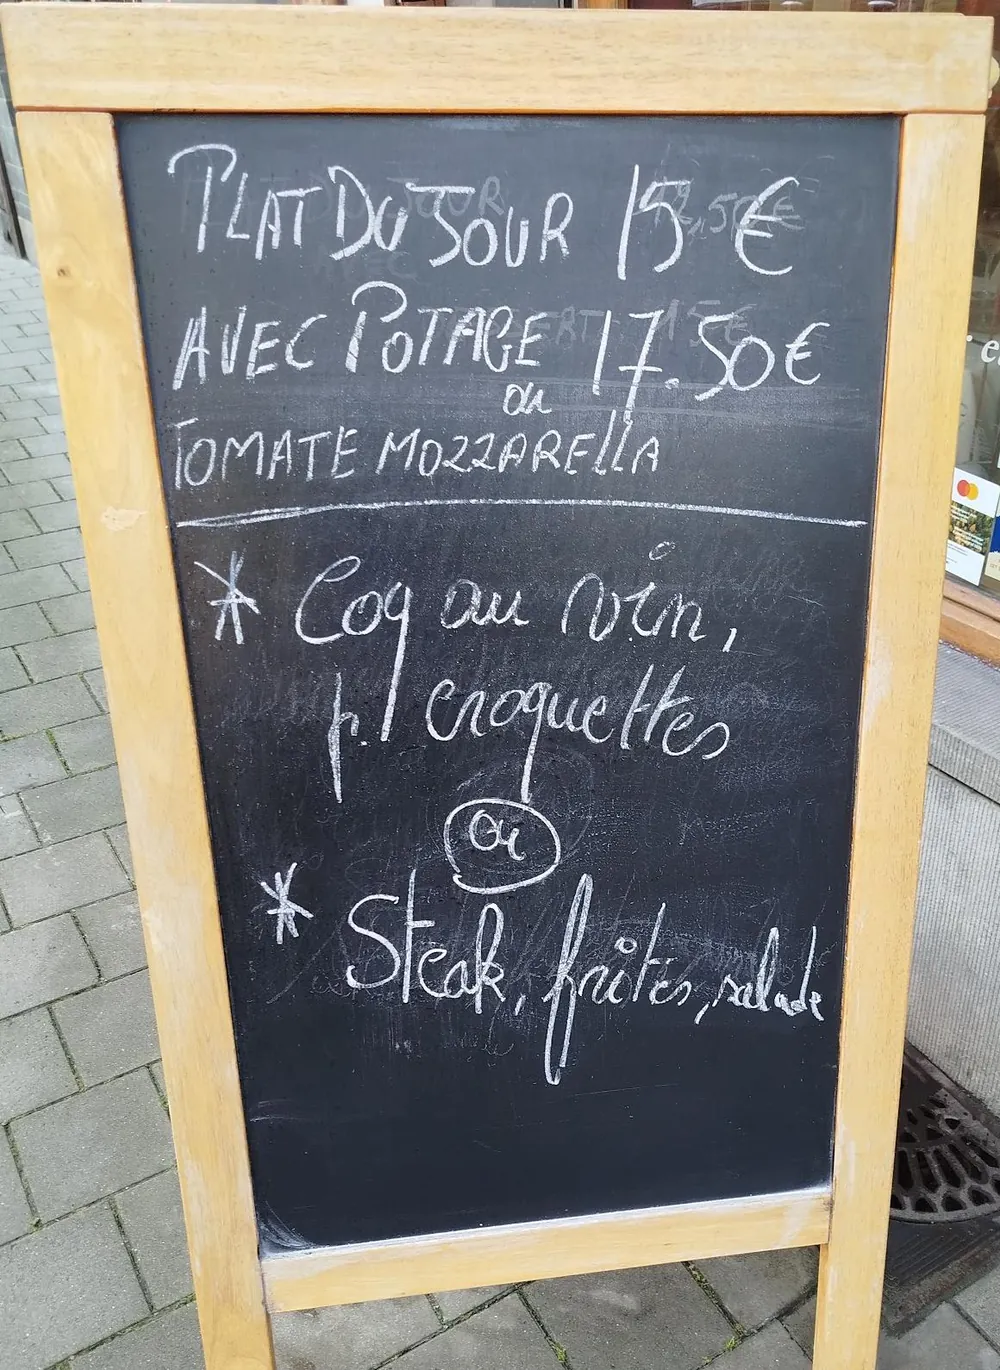 PLAT DU JOUR 15 €
AVEC POTAGE 17.50€
ou
TOMATE MOZZARELLA
* Coq au vin,
p.l croquettes
ou
* Steak, frites, salade